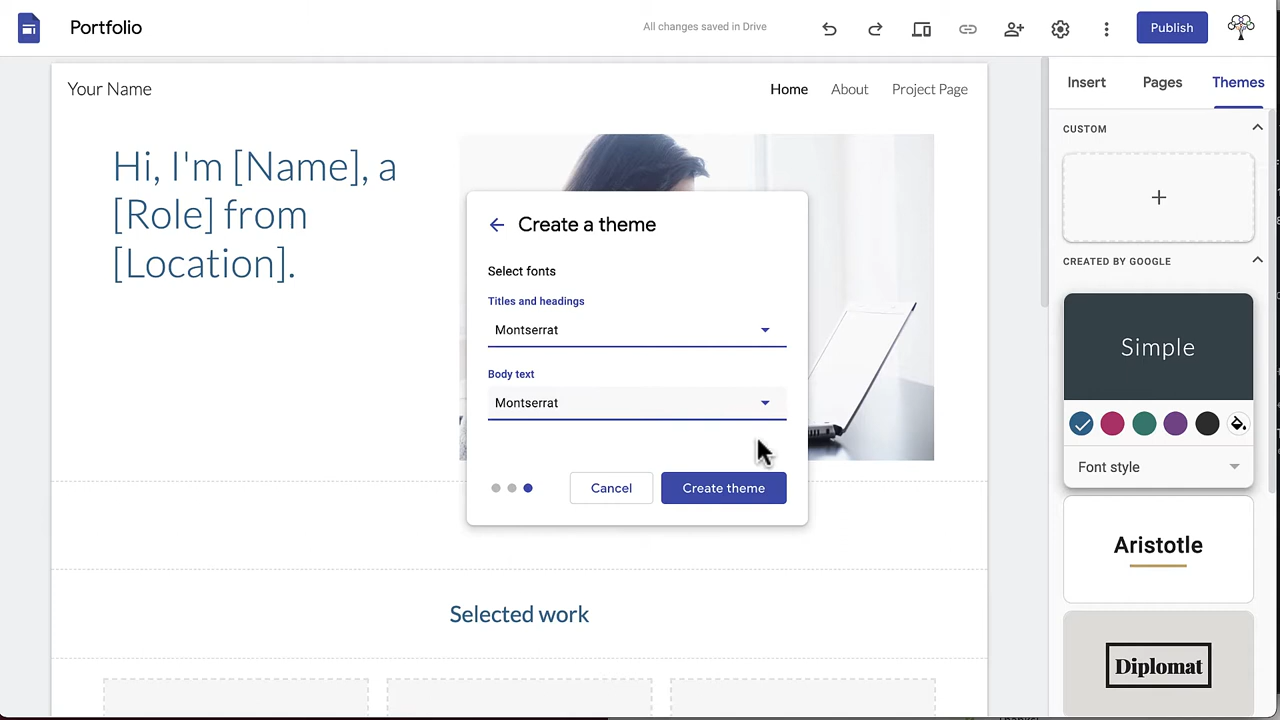 Portfolio
All changes saved in Drive
Publish
Your Name
Home
About
Project Page
Hi, I'm [Name], a
[Role] from
[Location].
Selected work
Create a theme
Select fonts
Titles and headings
Montserrat
Body text
Montserrat
Cancel
Create theme
Insert
Pages
Themes
CUSTOM
CREATED BY GOOGLE
Simple
Font style
Aristotle
Diplomat